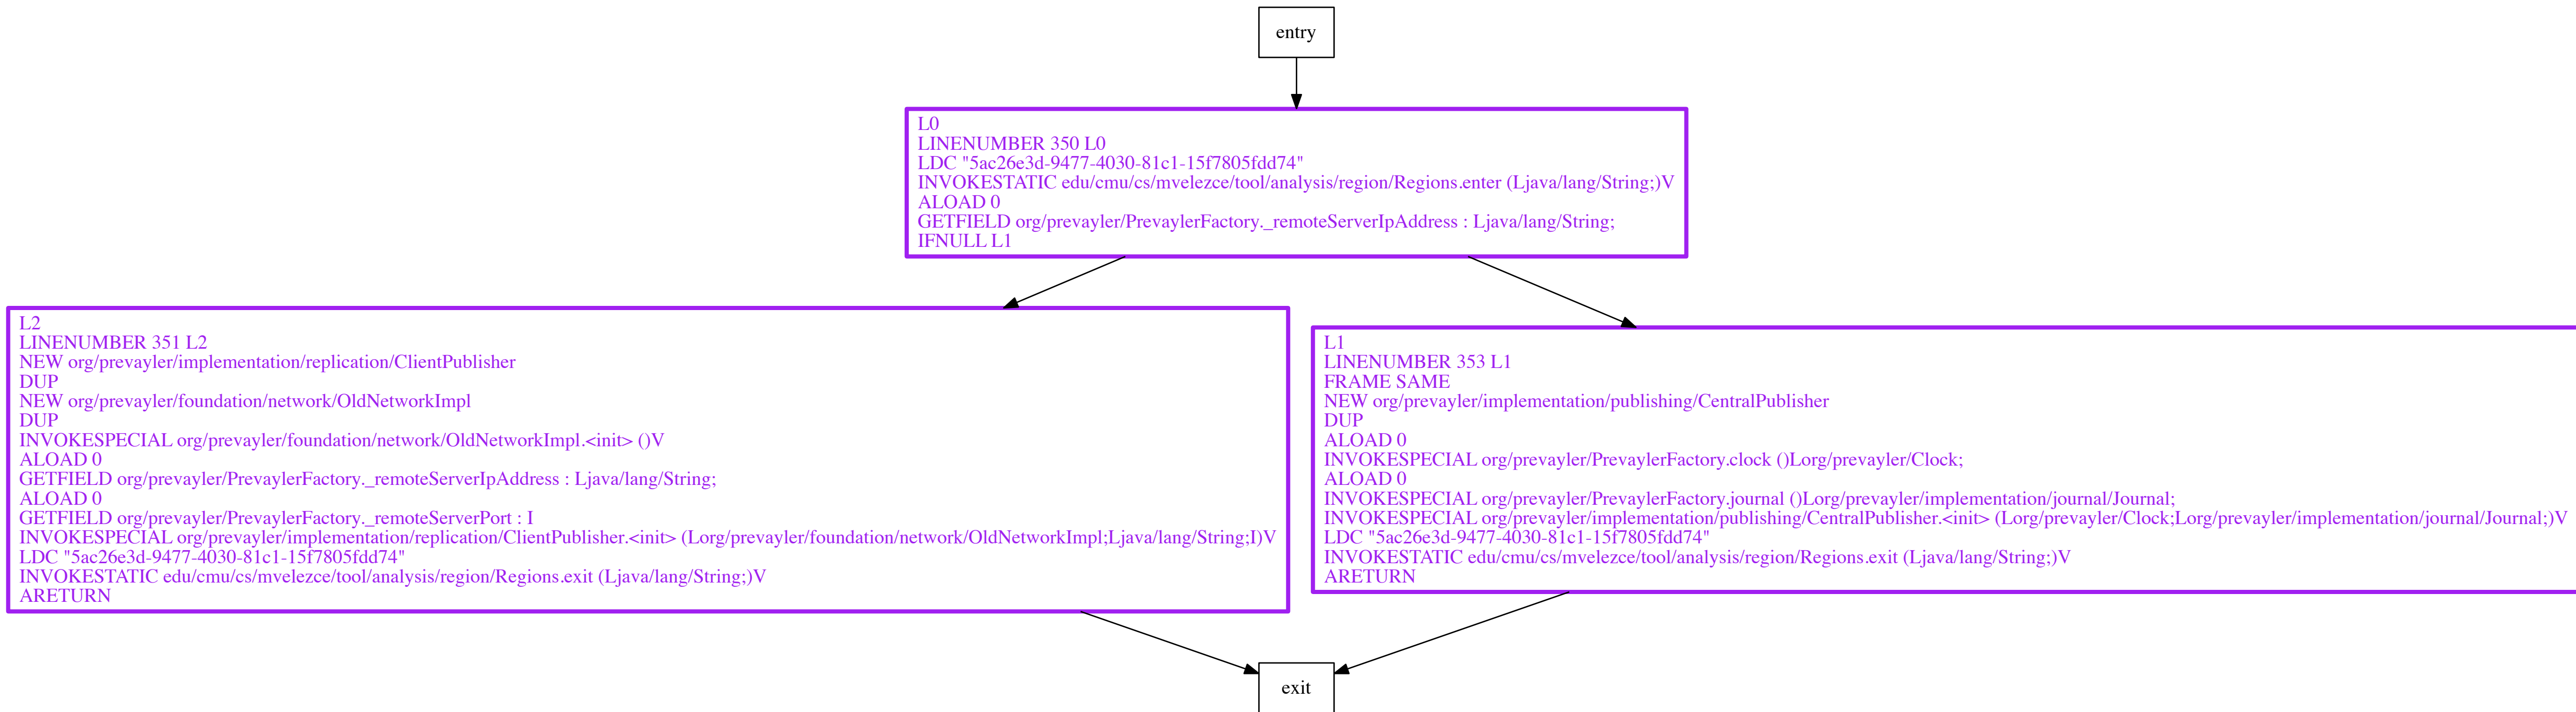 entry
L0
LINENUMBER 350 L0
LDC "5ac26e3d-9477-4030-81c1-15f7805fdd74"
INVOKESTATIC edu/cmu/cs/mvelezce/tool/analysis/region/Regions.enter (Ljava/lang/String;)V
ALOAD 0
GETFIELD org/prevayler/PrevaylerFactory._remoteServerIpAddress : Ljava/lang/String;
IFNULL L1
L2
LINENUMBER 351 L2
NEW org/prevayler/implementation/replication/ClientPublisher
DUP
NEW org/prevayler/foundation/network/OldNetworkImpl
DUP
INVOKESPECIAL org/prevayler/foundation/network/OldNetworkImpl.<init> ()V
ALOAD 0
GETFIELD org/prevayler/PrevaylerFactory._remoteServerIpAddress : Ljava/lang/String;
ALOAD 0
GETFIELD org/prevayler/PrevaylerFactory._remoteServerPort : I
INVOKESPECIAL org/prevayler/implementation/replication/ClientPublisher.<init> (Lorg/prevayler/foundation/network/OldNetworkImpl;Ljava/lang/String;I)V
LDC "5ac26e3d-9477-4030-81c1-15f7805fdd74"
INVOKESTATIC edu/cmu/cs/mvelezce/tool/analysis/region/Regions.exit (Ljava/lang/String;)V
ARETURN
L1
LINENUMBER 353 L1
FRAME SAME
NEW org/prevayler/implementation/publishing/CentralPublisher
DUP
ALOAD 0
INVOKESPECIAL org/prevayler/PrevaylerFactory.clock ()Lorg/prevayler/Clock;
ALOAD 0
INVOKESPECIAL org/prevayler/PrevaylerFactory.journal ()Lorg/prevayler/implementation/journal/Journal;
INVOKESPECIAL org/prevayler/implementation/publishing/CentralPublisher.<init> (Lorg/prevayler/Clock;Lorg/prevayler/implementation/journal/Journal;)V
LDC "5ac26e3d-9477-4030-81c1-15f7805fdd74"
INVOKESTATIC edu/cmu/cs/mvelezce/tool/analysis/region/Regions.exit (Ljava/lang/String;)V
ARETURN
exit